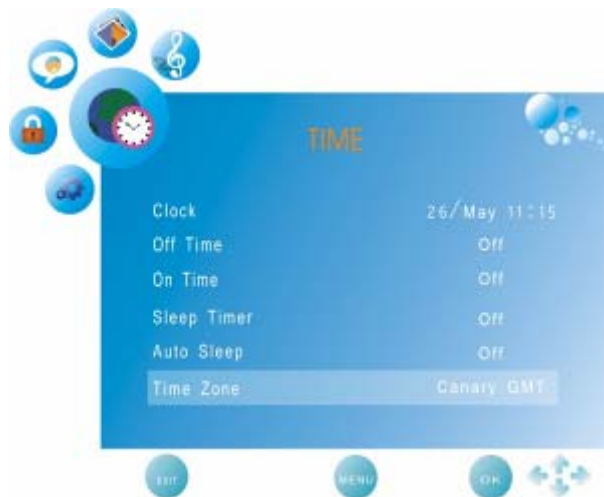 TIME
Clock 26/May 11:15
Off Time Off
On Time Off
Sleep Timer Off
Auto Sleep Off
Time Zone Canary GMT
EXIT MENU OK